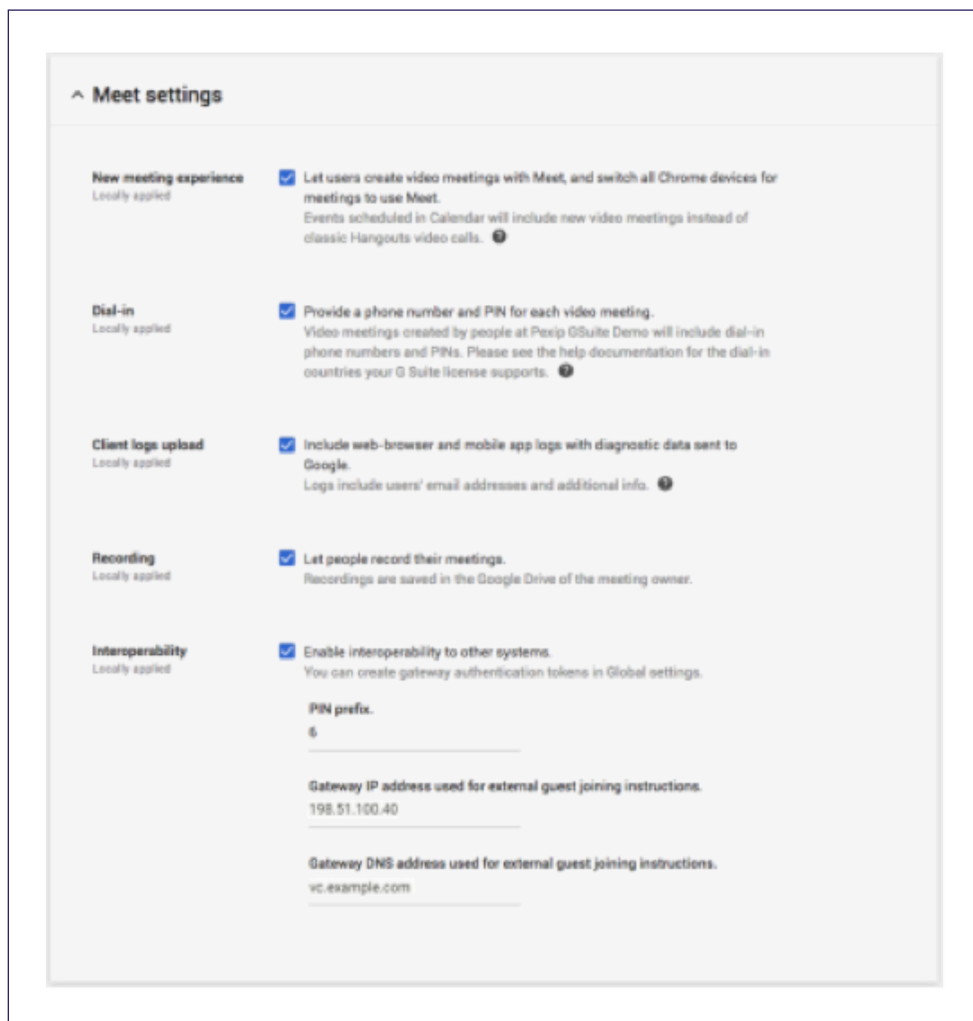 Meet settings
New meeting experience
Locally applied
Let users create video meetings with Meet, and switch all Chrome devices for
meetings to use Meet.
Events scheduled in Calendar will include new video meetings instead of
classic Hangouts video calls. ?
Dial-in
Locally applied
Provide a phone number and PIN for each video meeting.
Video meetings created by people at Pexip GSuite Demo will include dial-in
phone numbers and PINs. Please see the help documentation for the dial-in
countries your G Suite license supports. ?
Client logs upload
Locally applied
Include web-browser and mobile app logs with diagnostic data sent to
Google.
Logs include users' email addresses and additional info. ?
Recording
Locally applied
Let people record their meetings.
Recordings are saved in the Google Drive of the meeting owner.
Interoperability
Locally applied
Enable interoperability to other systems.
You can create gateway authentication tokens in Global settings.
PIN prefix.
6
Gateway IP address used for external guest joining instructions.
198.51.100.40
Gateway DNS address used for external guest joining instructions.
vc.example.com